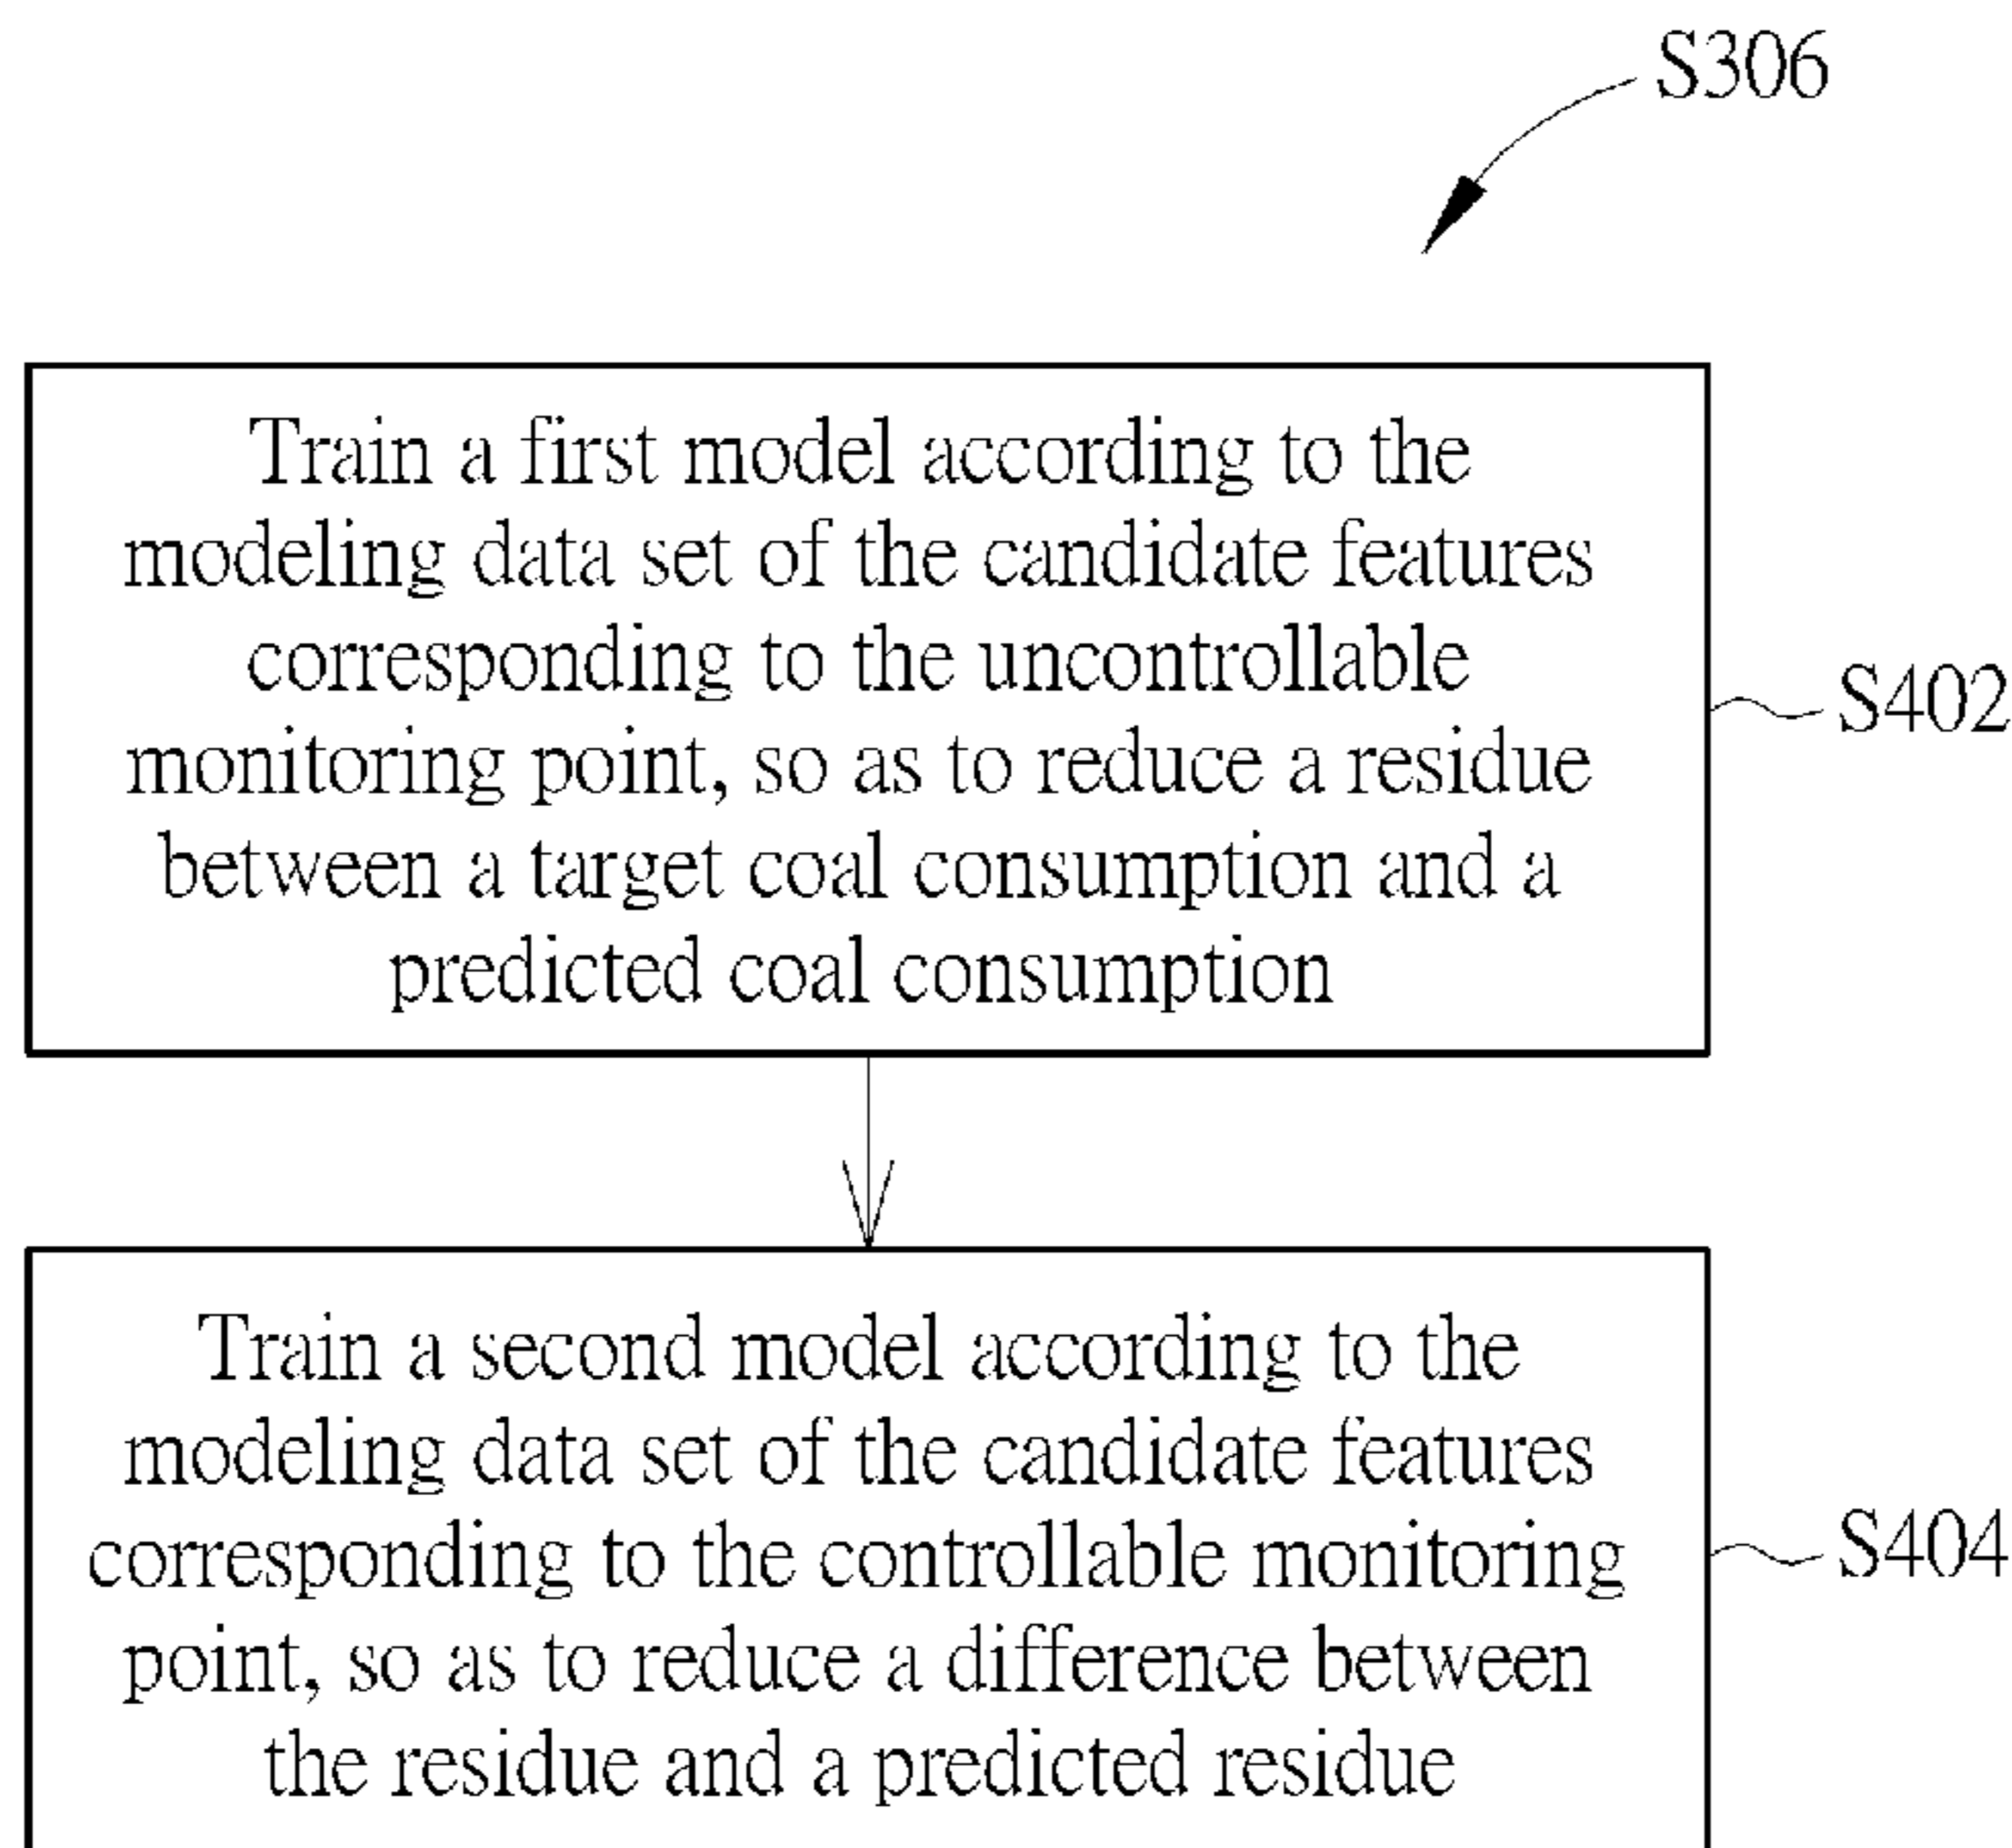 S306
Train a first model according to the
modeling data set of the candidate features
corresponding to the uncontrollable
monitoring point, so as to reduce a residue
between a target coal consumption and a
predicted coal consumption
S402
Train a second model according to the
modeling data set of the candidate features
corresponding to the controllable monitoring
point, so as to reduce a difference between
the residue and a predicted residue
S404